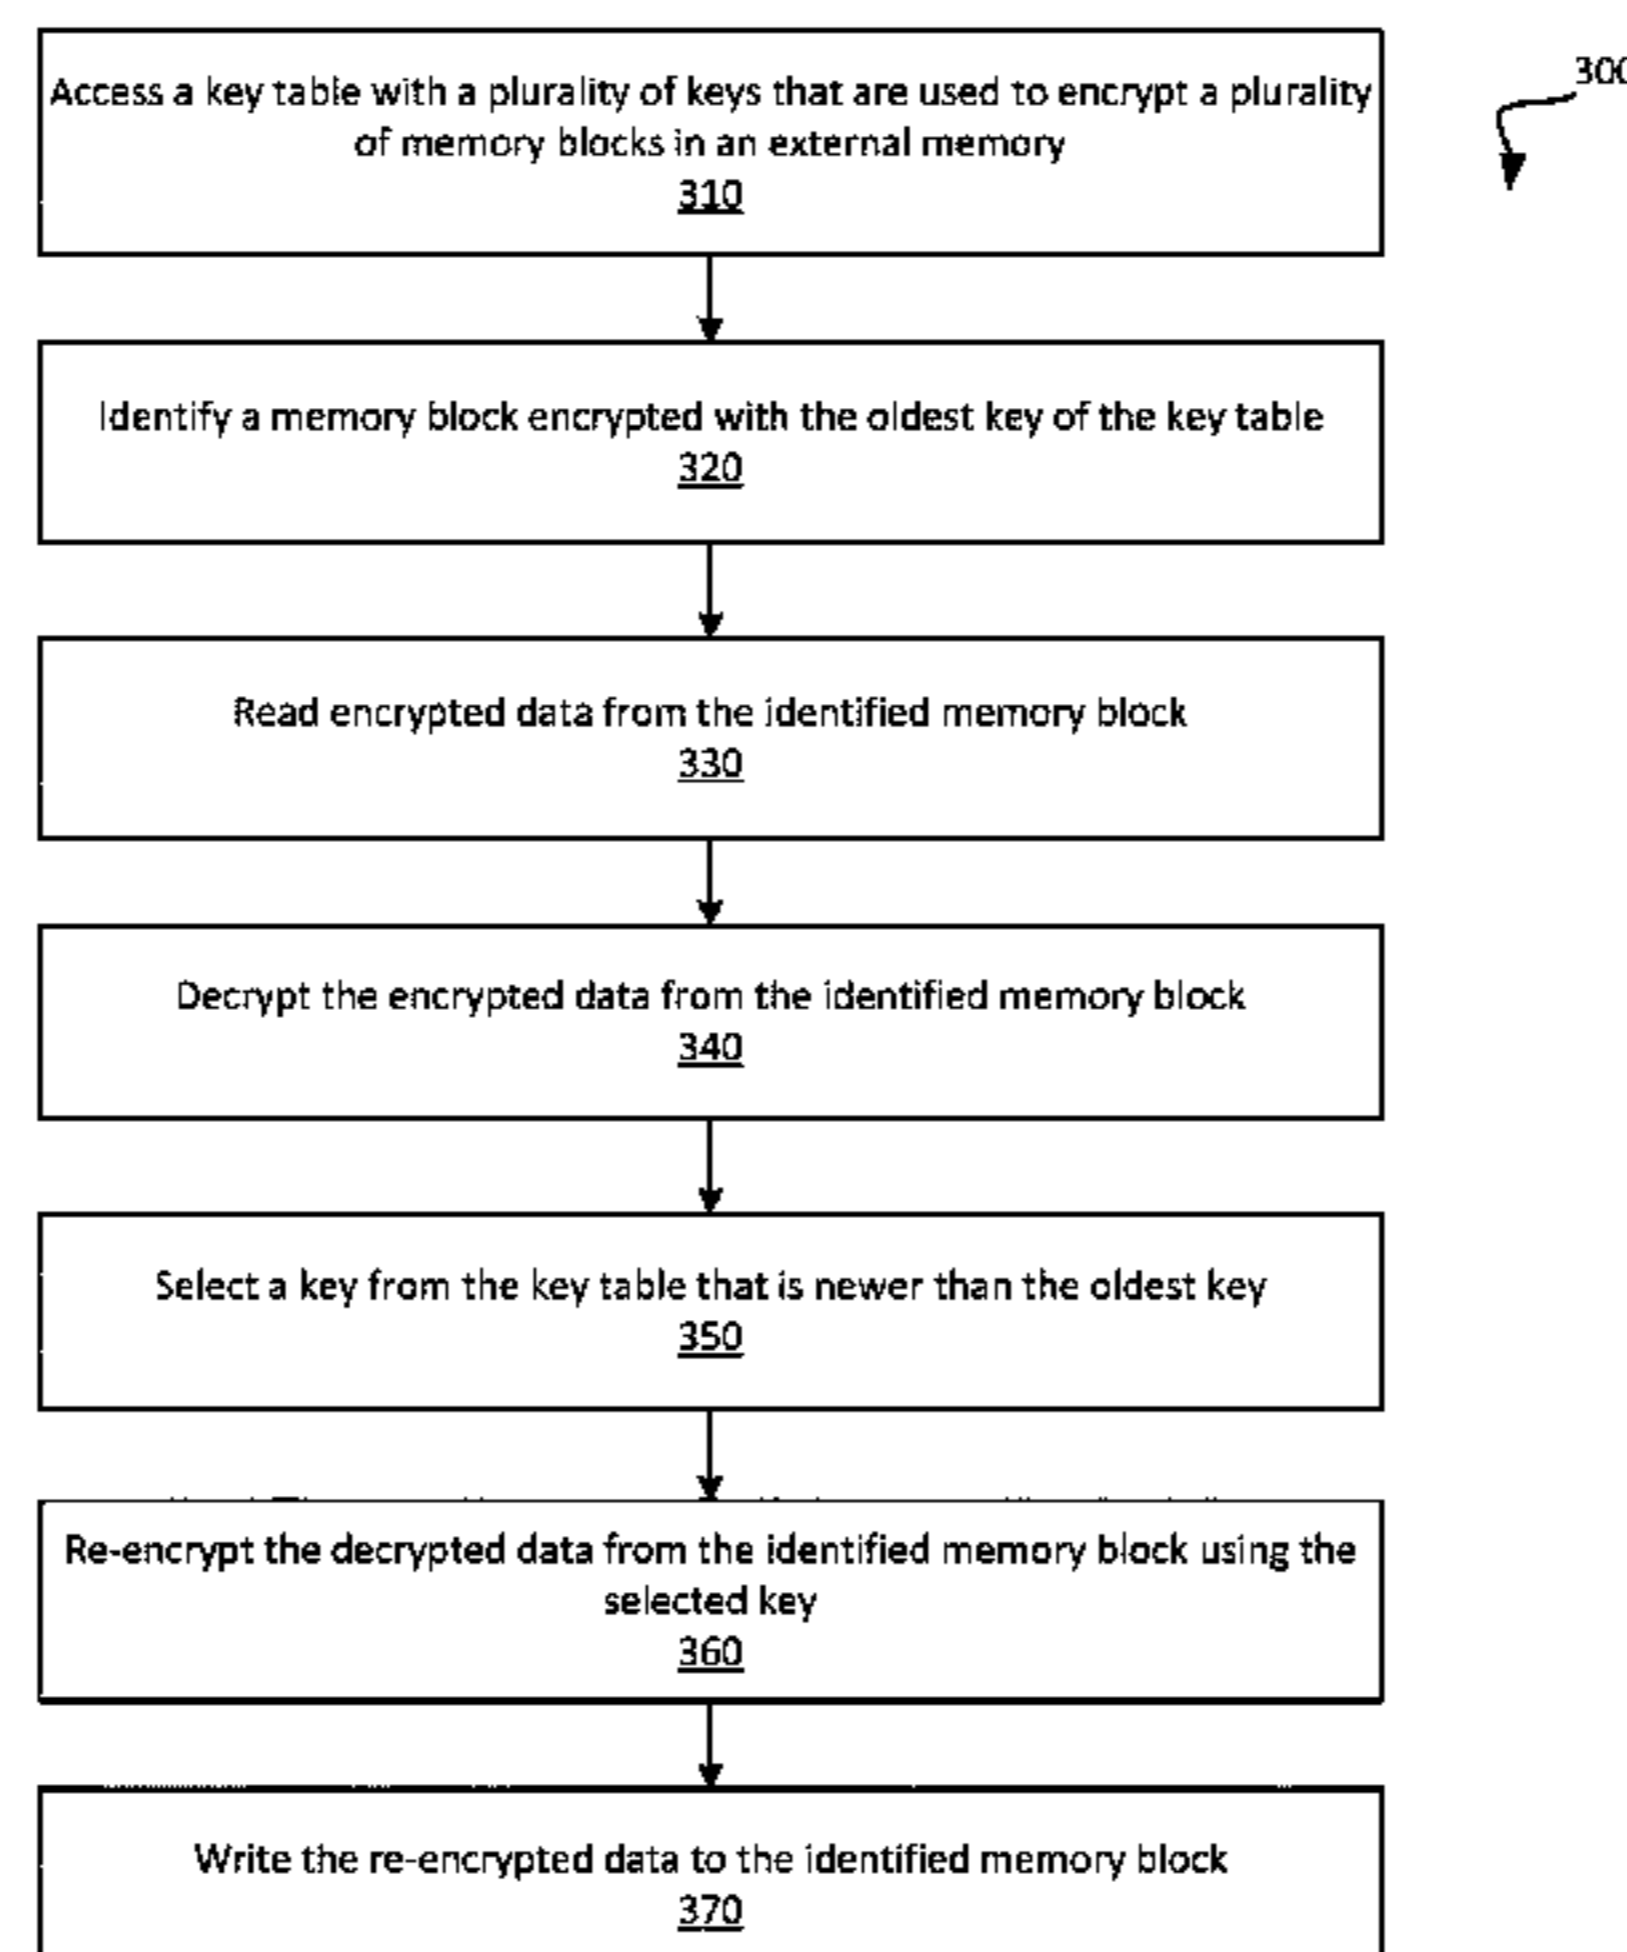 Access a key table with a plurality of keys that are used to encrypt a plurality
of memory blocks in an external memory
310
300
Identify a memory block encrypted with the oldest key of the key table
320
Read encrypted data from the identified memory block
330
Decrypt the encrypted data from the identified memory block
340
Select a key from the key table that is newer than the oldest key
350
Re-encrypt the decrypted data from the identified memory block using the
selected key
360
Write the re-encrypted data to the identified memory block
370